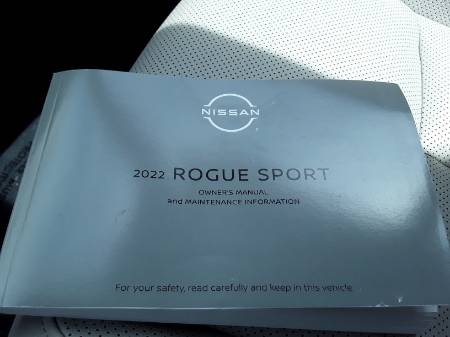 NISSAN
2022 ROGUE SPORT
OWNER'S MANUAL
and MAINTENANCE INFORMATION
For your safety, read carefully and keep in this vehicle.